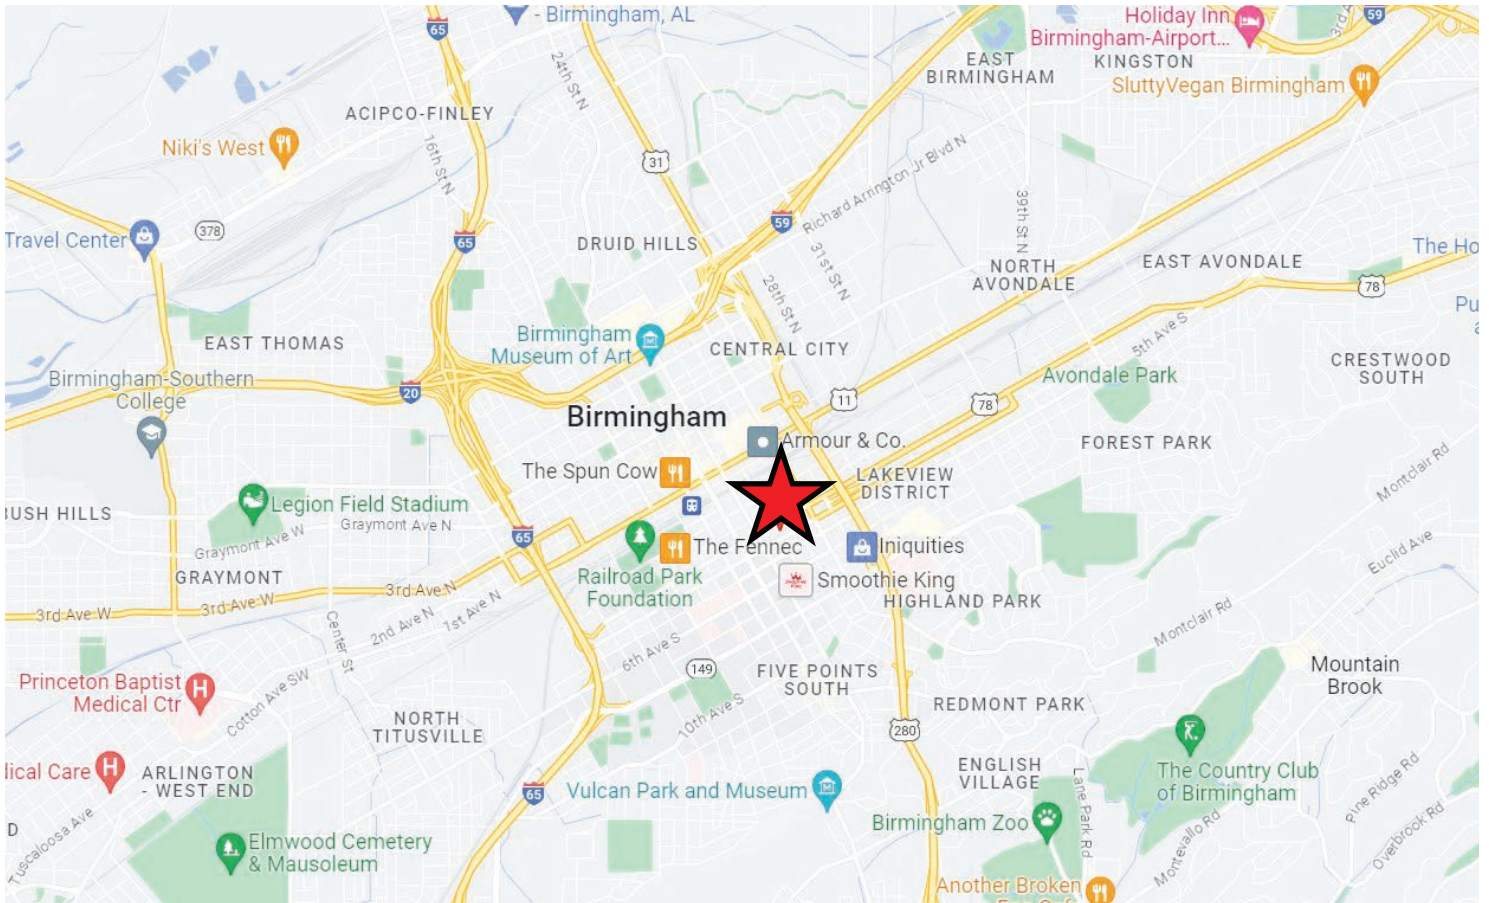 65
- Birmingham, AL
Holiday Inn
Birmingham-Airport...
59
3rd A
24th St N
EAST
BIRMINGHAM
KINGSTON
SluttyVegan Birmingham
ACIPCO-FINLEY
Niki's West
16th St N
31
Richard Arrington Jr Blvd N
378
Travel Center
65
59
DRUID HILLS
31st St N
39th St N
The Ho
EAST AVONDALE
NORTH
AVONDALE
78
28th St N
Pu
EAST THOMAS
Birmingham
Museum of Art
CENTRAL CITY
5th Ave S
CRESTWOOD
SOUTH
Birmingham-Southern
College
20
Avondale Park
11
78
Birmingham
Armour & Co.
FOREST PARK
The Spun Cow
LAKEVIEW
DISTRICT
Montclair Rd
BUSH HILLS
Legion Field Stadium
Graymont Ave N
Graymont Ave W
65
The Fennec
Iniquities
Euclid Ave
GRAYMONT
Railroad Park
Foundation
Smoothie King
HIGHLAND PARK
3rd Ave W
3rd Ave W
3rd Ave N
2nd Ave N
1st Ave N
Center St
Montclair Rd
6th Ave S
149
FIVE POINTS
SOUTH
Mountain
Brook
Princeton Baptist
Medical Ctr
Cotton Ave SW
H
NORTH
TITUSVILLE
10th Ave S
REDMONT PARK
280
ical Care
H
ARLINGTON
- WEST END
65
Vulcan Park and Museum
ENGLISH
VILLAGE
The Country Club
of Birmingham
Lane Park Rd
Pine Ridge Rd
D
Tuscaloosa Ave
Elmwood Cemetery
& Mausoleum
Birmingham Zoo
Montevallo Rd
Overbrook Rd
Another Broken